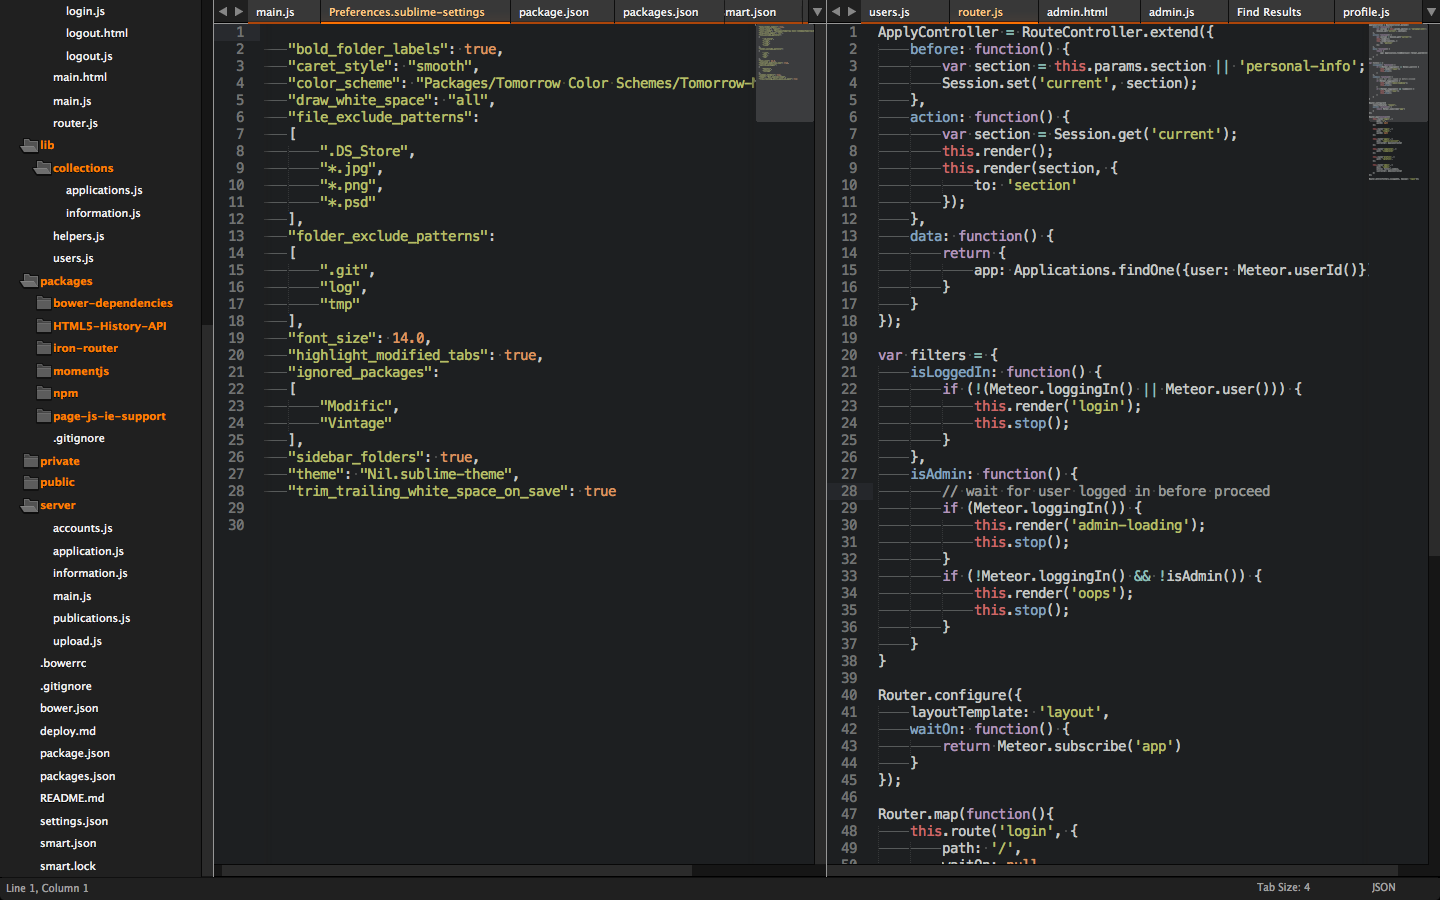 login.js
logout.html
logout.js
main.html
main.js
router.js
lib
collections
applications.js
information.js
helpers.js
users.js
packages
bower-dependencies
HTML5-History-API
iron-router
momentjs
npm
page-js-ie-support
.gitignore
private
public
server
accounts.js
application.js
information.js
main.js
publications.js
upload.js
.bowerrc
.gitignore
bower.json
deploy.md
package.json
packages.json
README.md
settings.json
smart.json
smart.lock
main.js Preferences.sublime-settings package.json packages.json mart.json
1
2 "bold_folder_labels": true,
3 "caret_style": "smooth",
4 "color_scheme": "Packages/Tomorrow Color Schemes/Tomorrow-
5 "draw_white_space": "all",
6 "file_exclude_patterns":
7 [
8 ".DS_Store",
9 "*.jpg",
10 "*.png",
11 "*.psd"
12 ],
13 "folder_exclude_patterns":
14 [
15 ".git",
16 "log",
17 "tmp"
18 ],
19 "font_size": 14.0,
20 "highlight_modified_tabs": true,
21 "ignored_packages":
22 [
23 "Modific",
24 "Vintage"
25 ],
26 "sidebar_folders": true,
27 "theme": "Nil.sublime-theme",
28 "trim_trailing_white_space_on_save": true
29
30
users.js router.js admin.html admin.js Find Results profile.js
1 ApplyController = RouteController.extend({
2 before: function() {
3 var section = this.params.section || 'personal-info';
4 Session.set('current', section);
5 },
6 action: function() {
7 var section = Session.get('current');
8 this.render();
9 this.render(section, {
10 to: 'section'
11 });
12 },
13 data: function() {
14 return {
15 app: Applications.findOne({user: Meteor.userId()}
16 }
17 }
18 });
19
20 var filters = {
21 isLoggedIn: function() {
22 if (!(Meteor.loggingIn() || Meteor.user())) {
23 this.render('login');
24 this.stop();
25 }
26 },
27 isAdmin: function() {
28 // wait for user logged in before proceed
29 if (Meteor.loggingIn()) {
30 this.render('admin-loading');
31 this.stop();
32 }
33 if (!Meteor.loggingIn() && !isAdmin()) {
34 this.render('oops');
35 this.stop();
36 }
37 }
38 }
39
40 Router.configure({
41 layoutTemplate: 'layout',
42 waitOn: function() {
43 return Meteor.subscribe('app')
44 }
45 });
46
47 Router.map(function(){
48 this.route('login', {
49 path: '/',
50 waitOn: null
Line 1, Column 1 Tab Size: 4 JSON